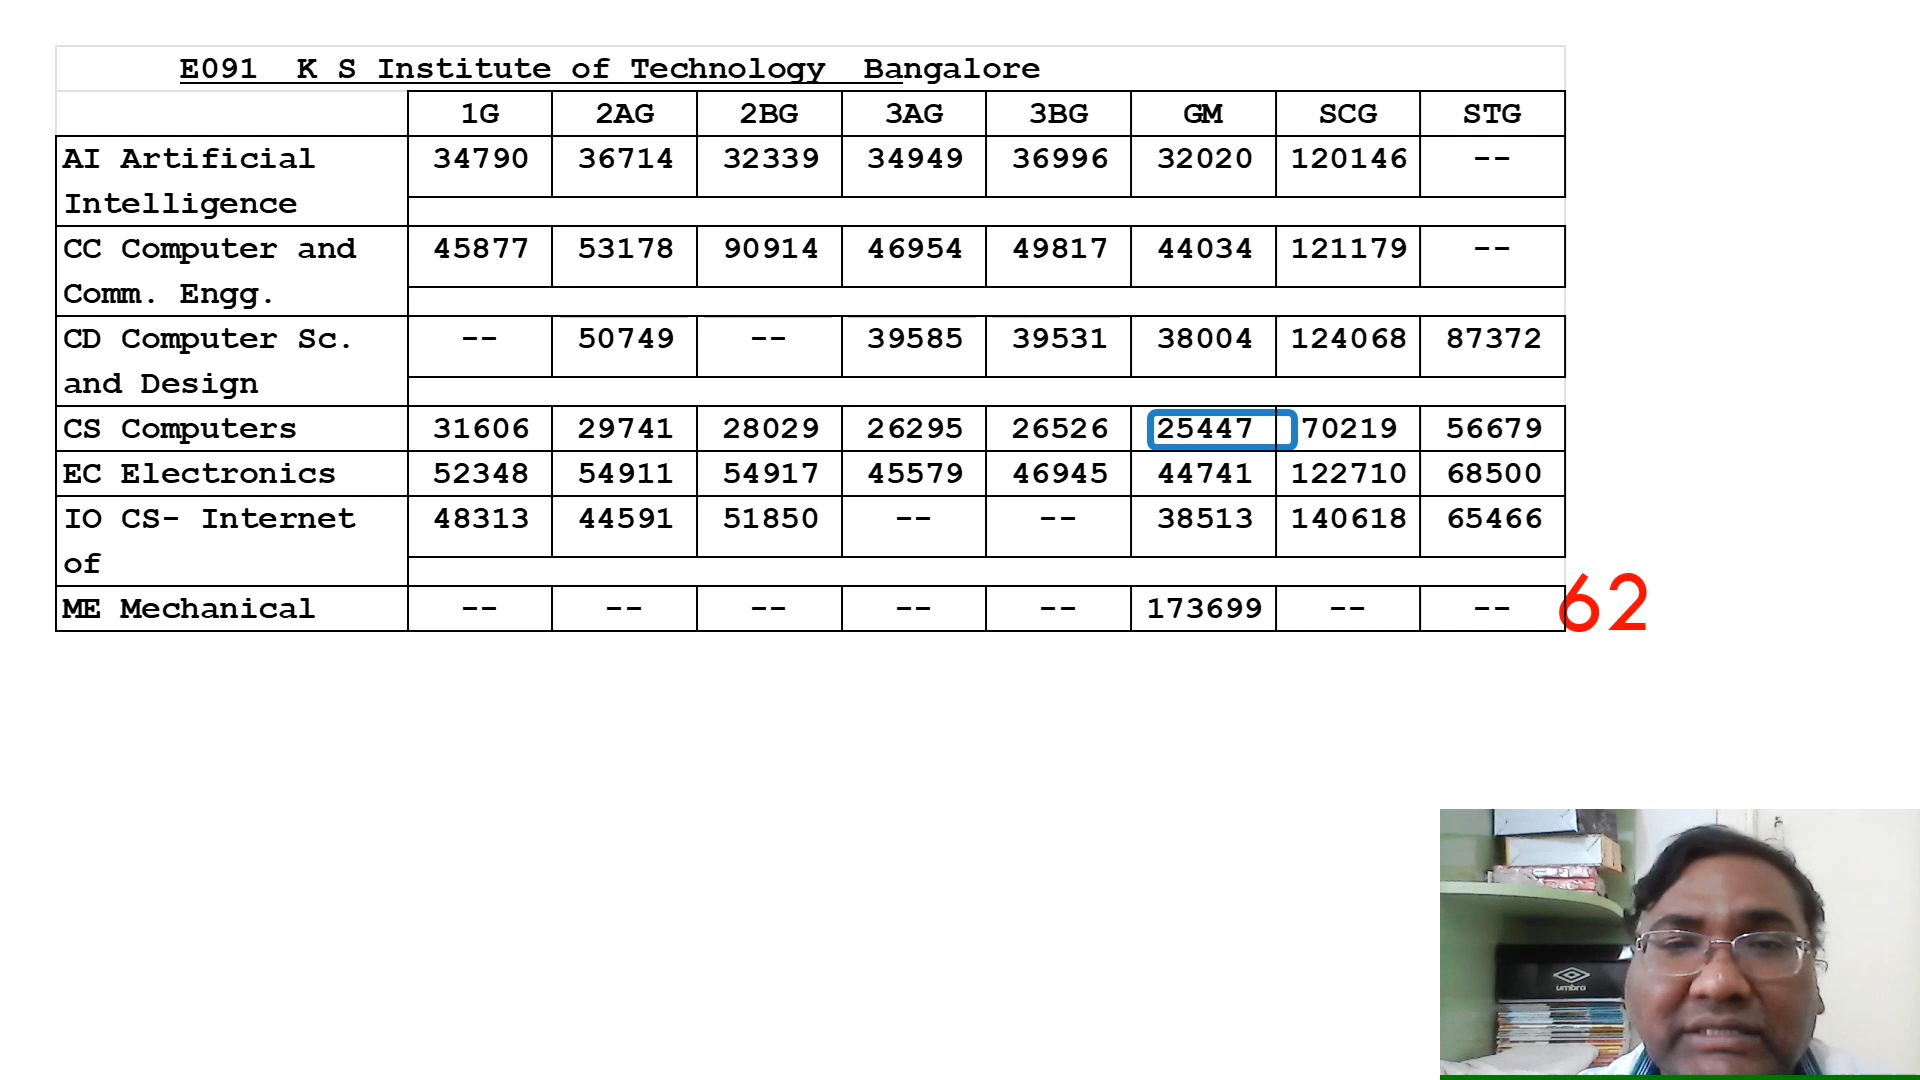 E091 K S Institute of Technology Bangalore
1G 2AG 2BG 3AG 3BG GM SCG STG
AI Artificial Intelligence 34790 36714 32339 34949 36996 32020 120146 --
CC Computer and Comm. Engg. 45877 53178 90914 46954 49817 44034 121179 --
CD Computer Sc. and Design -- 50749 -- 39585 39531 38004 124068 87372
CS Computers 31606 29741 28029 26295 26526 25447 70219 56679
EC Electronics 52348 54911 54917 45579 46945 44741 122710 68500
IO CS- Internet of 48313 44591 51850 -- -- 38513 140618 65466
ME Mechanical -- -- -- -- -- 173699 -- --
62
umbro